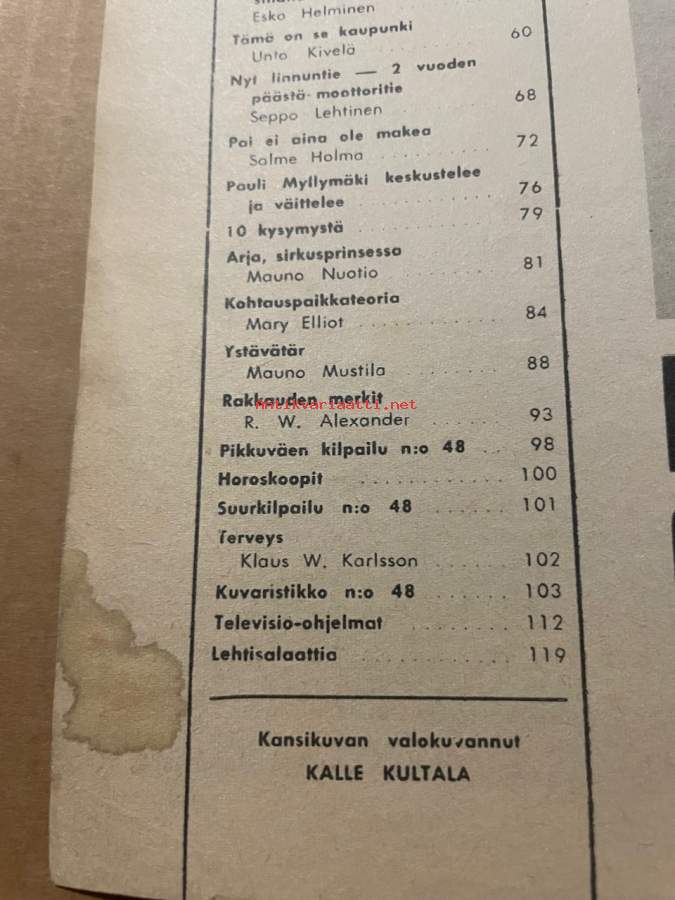 Esko Helminen
Tämä on se kaupunki
Unto Kivelä 60
Nyt linnuntie — 2 vuoden
päästä moottoritie
Seppo Lehtinen 68
Poi ei aina ole makea
Salme Holma 72
Pauli Myllymäki keskustelee
ja väittelee 76
10 kysymystä 79
Arja, sirkusprinsessa
Mauno Nuotio 81
Kohtauspaikkateoria
Mary Elliot 84
Ystävätär
Mauno Mustila 88
Rakkauden merkit
antikvariaatti.net
R. W. Alexander 93
Pikkuväen kilpailu n:o 48 98
Horoskoopit 100
Suurkilpailu n:o 48 101
Terveys
Klaus W. Karlsson 102
Kuvaristikko n:o 48 103
Televisio-ohjelmat 112
Lehtisalaattia 119
Kansikuvan valokuvannut
KALLE KULTALA